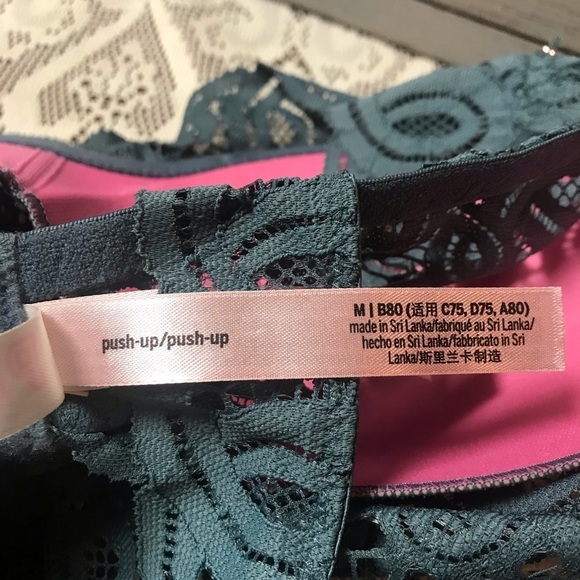 push-up/push-up
M | B80 (适用 C75, D75, A80)
made in Sri Lanka/fabriqué au Sri Lanka/
hecho en Sri Lanka/fabbricato in Sri
Lanka/斯里兰卡制造